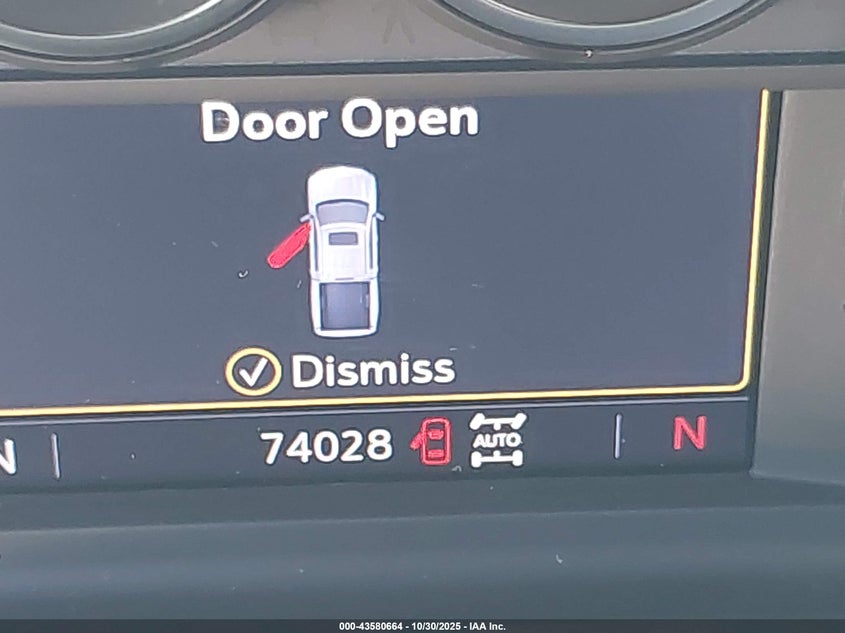 Door Open
Dismiss
N
74028
AUTO
N
000-43580664 - 10/30/2025 - IAA Inc.